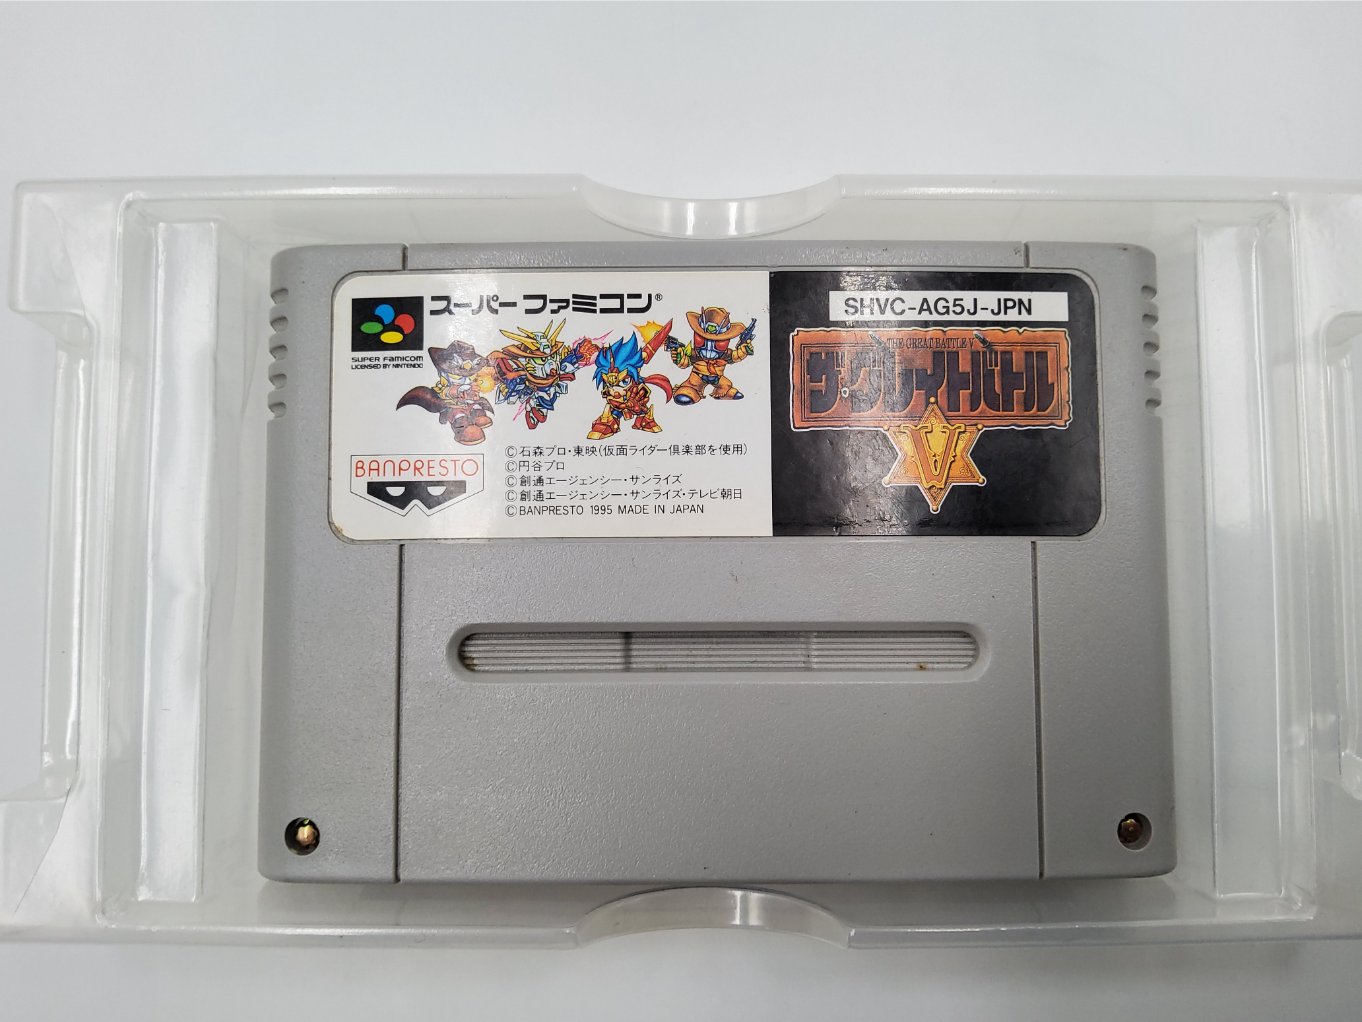 スーパーファミコン®
SUPER FAMICOM
LICENSED BY NINTENDO
BANPRESTO
©石森プロ・東映(仮面ライダー倶楽部を使用)
©円谷プロ
©創通エージェンシー・サンライズ
©創通エージェンシー・サンライズ・テレビ朝日
©BANPRESTO 1995 MADE IN JAPAN
SHVC-AG5J-JPN
THE GREAT BATTLE V
ザ・グレイトバトル
V